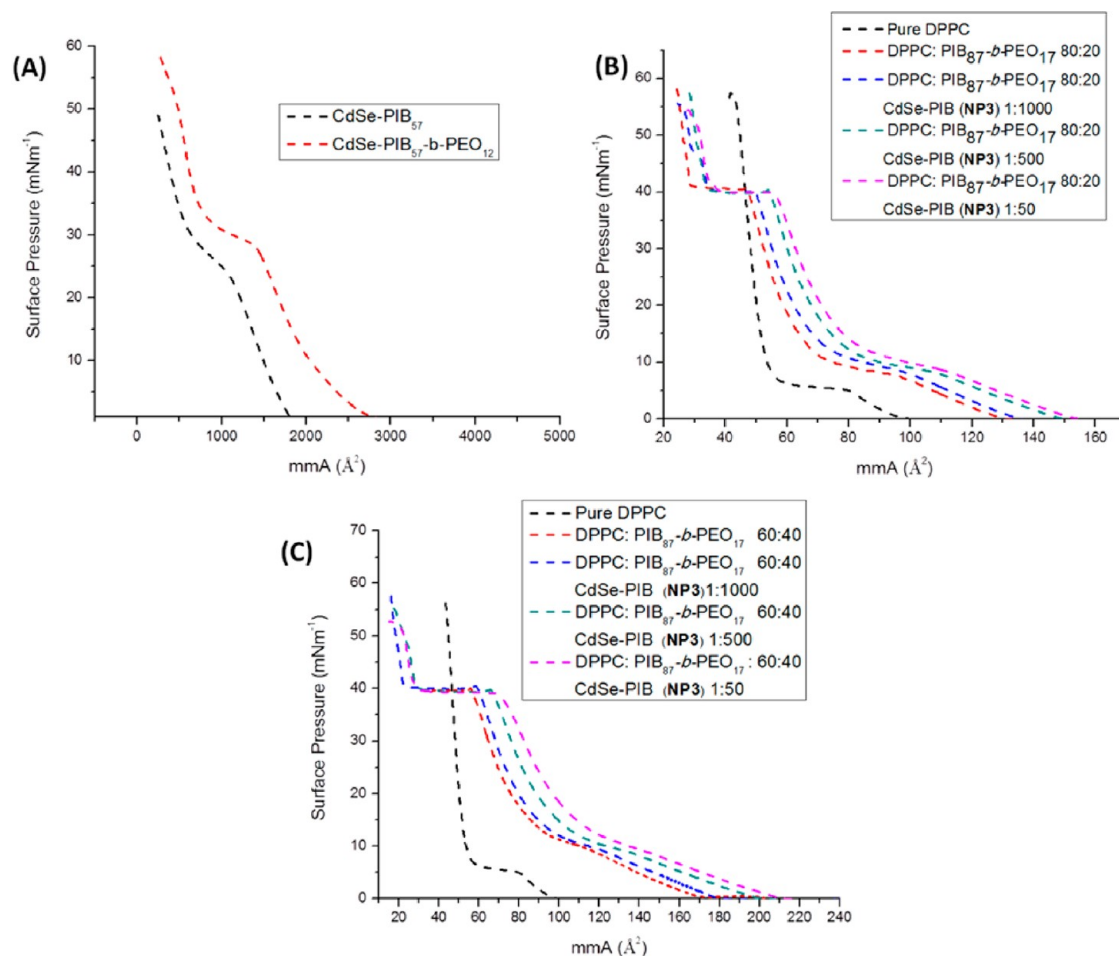 (A)
Surface Pressure (mNm⁻¹)
60
50
40
30
20
10
0
1000
2000
3000
4000
5000
mmA (Å²)
CdSe-PIB₅₇
CdSe-PIB₅₇-b-PEO₁₂
(B)
Surface Pressure (mNm⁻¹)
60
50
40
30
20
10
0
20
40
60
80
100
120
140
160
mmA (Å²)
Pure DPPC
DPPC: PIB₈₇-b-PEO₁₇ 80:20
DPPC: PIB₈₇-b-PEO₁₇ 80:20
CdSe-PIB (NP3) 1:1000
DPPC: PIB₈₇-b-PEO₁₇ 80:20
CdSe-PIB (NP3) 1:500
DPPC: PIB₈₇-b-PEO₁₇ 80:20
CdSe-PIB (NP3) 1:50
(C)
Surface Pressure (mNm⁻¹)
70
60
50
40
30
20
10
0
20
40
60
80
100
120
140
160
180
200
220
240
mmA (Å²)
Pure DPPC
DPPC: PIB₈₇-b-PEO₁₇ 60:40
DPPC: PIB₈₇-b-PEO₁₇ 60:40
CdSe-PIB (NP3) 1:1000
DPPC: PIB₈₇-b-PEO₁₇ 60:40
CdSe-PIB (NP3) 1:500
DPPC: PIB₈₇-b-PEO₁₇: 60:40
CdSe-PIB (NP3) 1:50